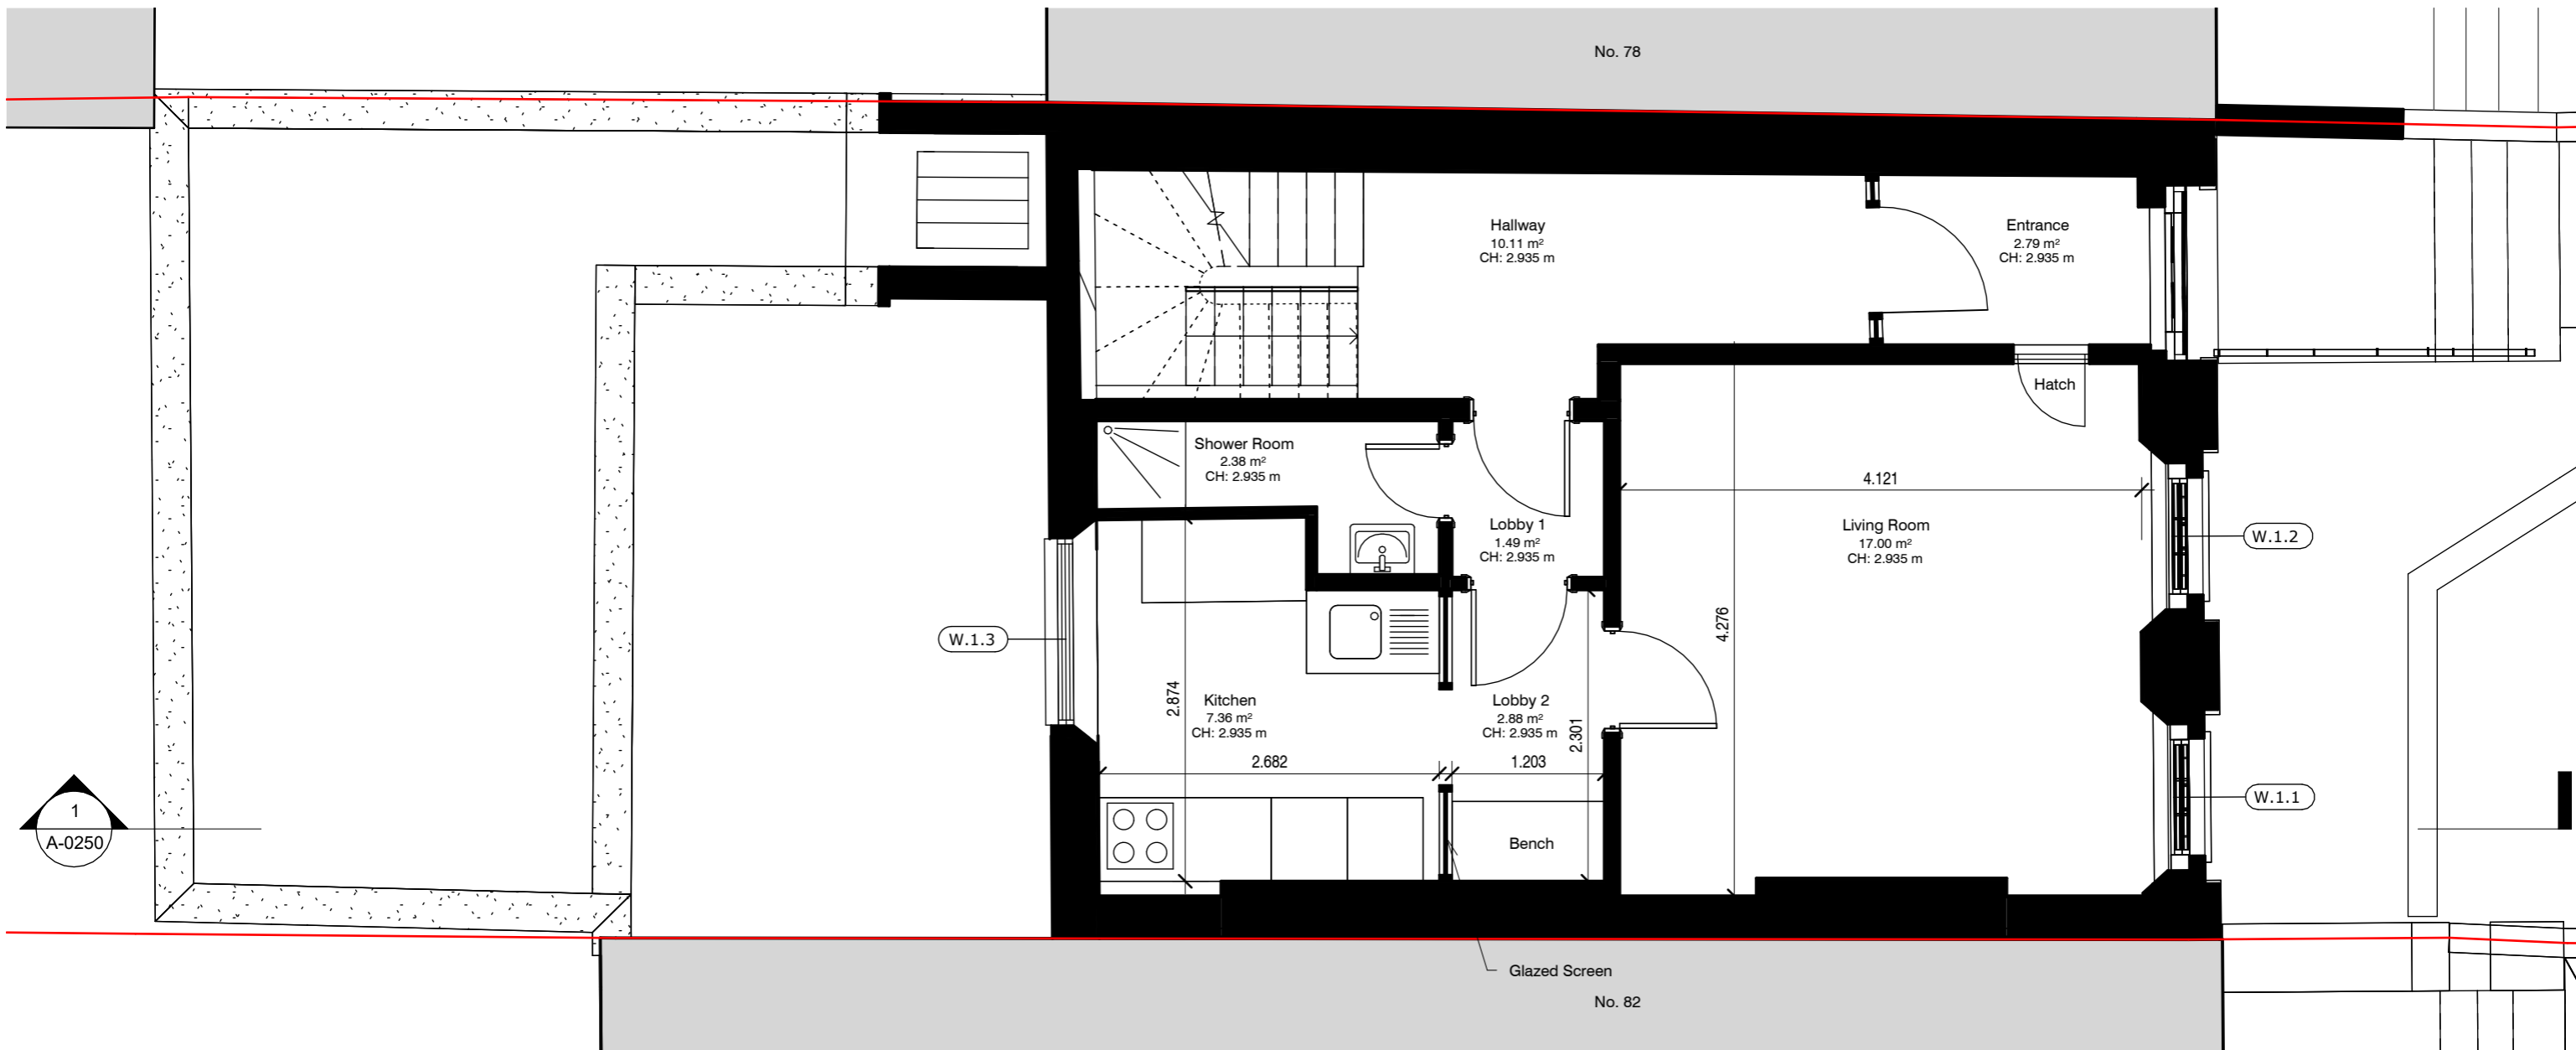 No. 78
Hallway
10.11 m²
CH: 2.935 m
Entrance
2.79 m²
CH: 2.935 m
Hatch
Shower Room
2.38 m²
CH: 2.935 m
4.121
Lobby 1
1.49 m²
CH: 2.935 m
Living Room
17.00 m²
CH: 2.935 m
W.1.2
W.1.3
4.276
2.874
Kitchen
7.36 m²
CH: 2.935 m
Lobby 2
2.88 m²
CH: 2.935 m
2.301
2.682
1.203
W.1.1
1
A-0250
Bench
Glazed Screen
No. 82